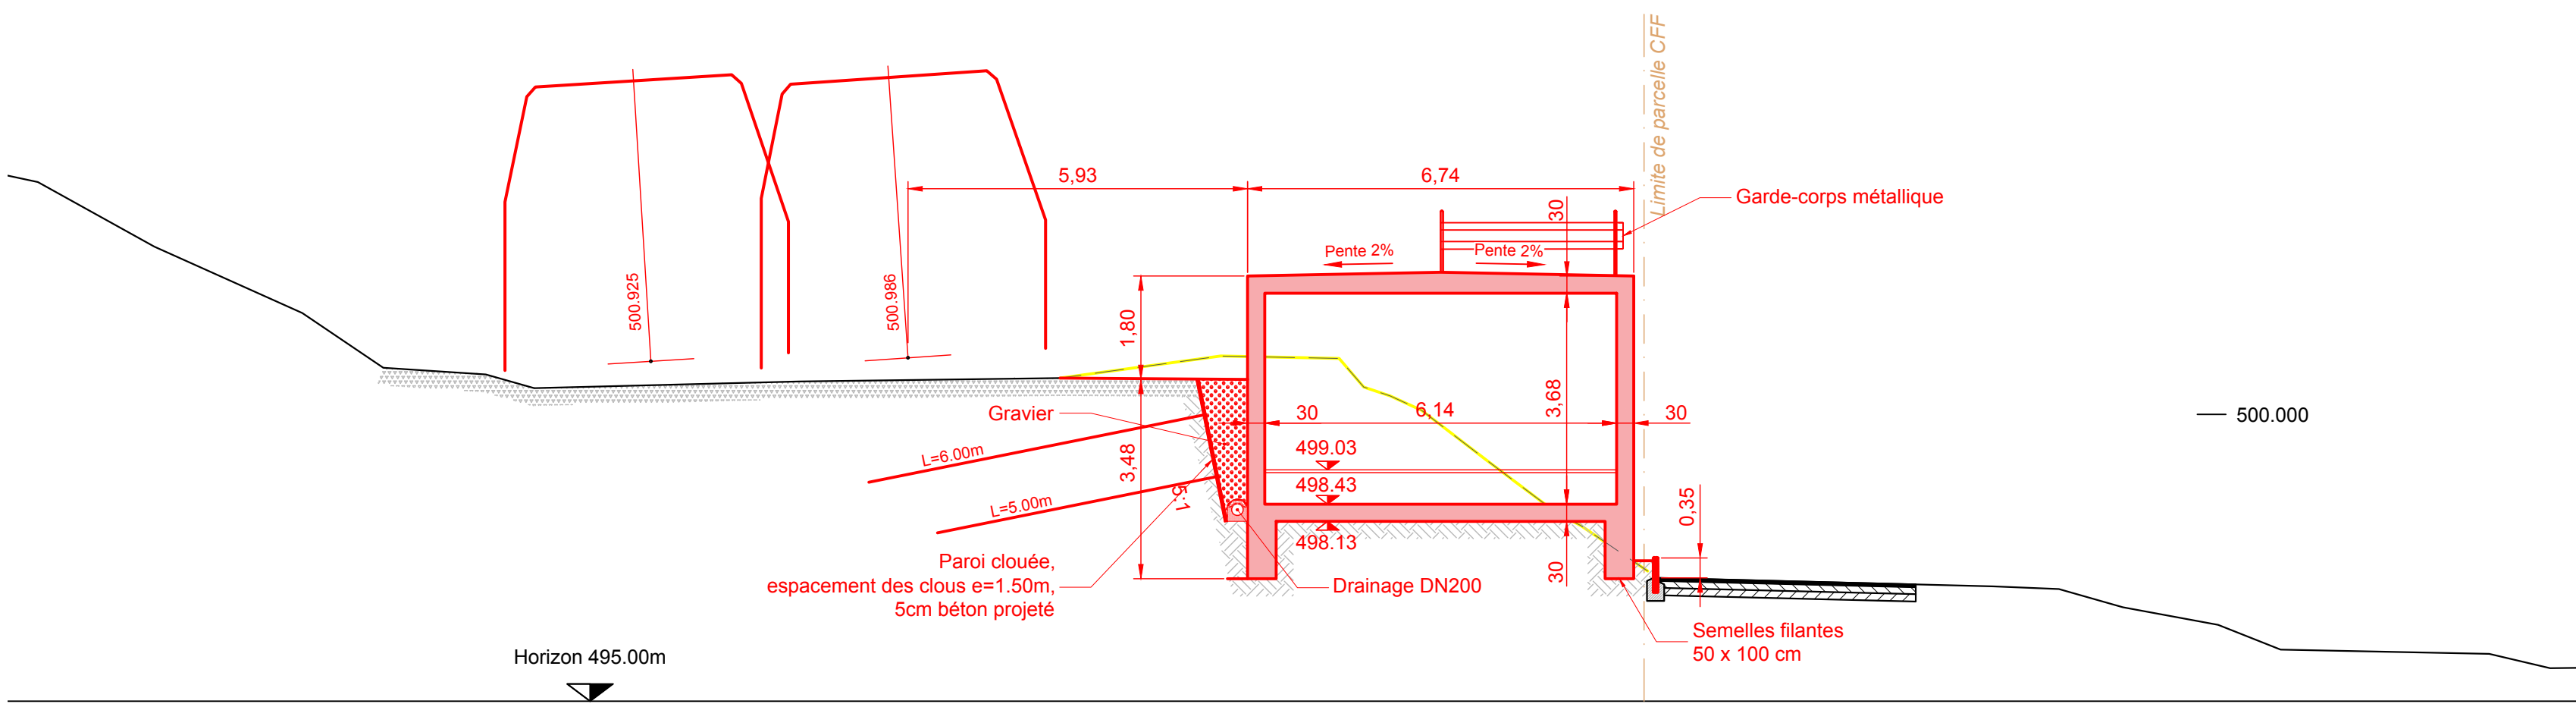 Limite de parcelle CFF
5,93
6,74
Garde-corps métallique
30
Pente 2%
Pente 2%
500.925
500.986
1,80
Gravier
30
6,14
3,68
30
500.000
L=6.00m
499.03
3,48
498.43
L=5.00m
5:1
0,35
498.13
Paroi clouée,
espacement des clous e=1.50m,
5cm béton projeté
30
Drainage DN200
Semelles filantes
50 x 100 cm
Horizon 495.00m